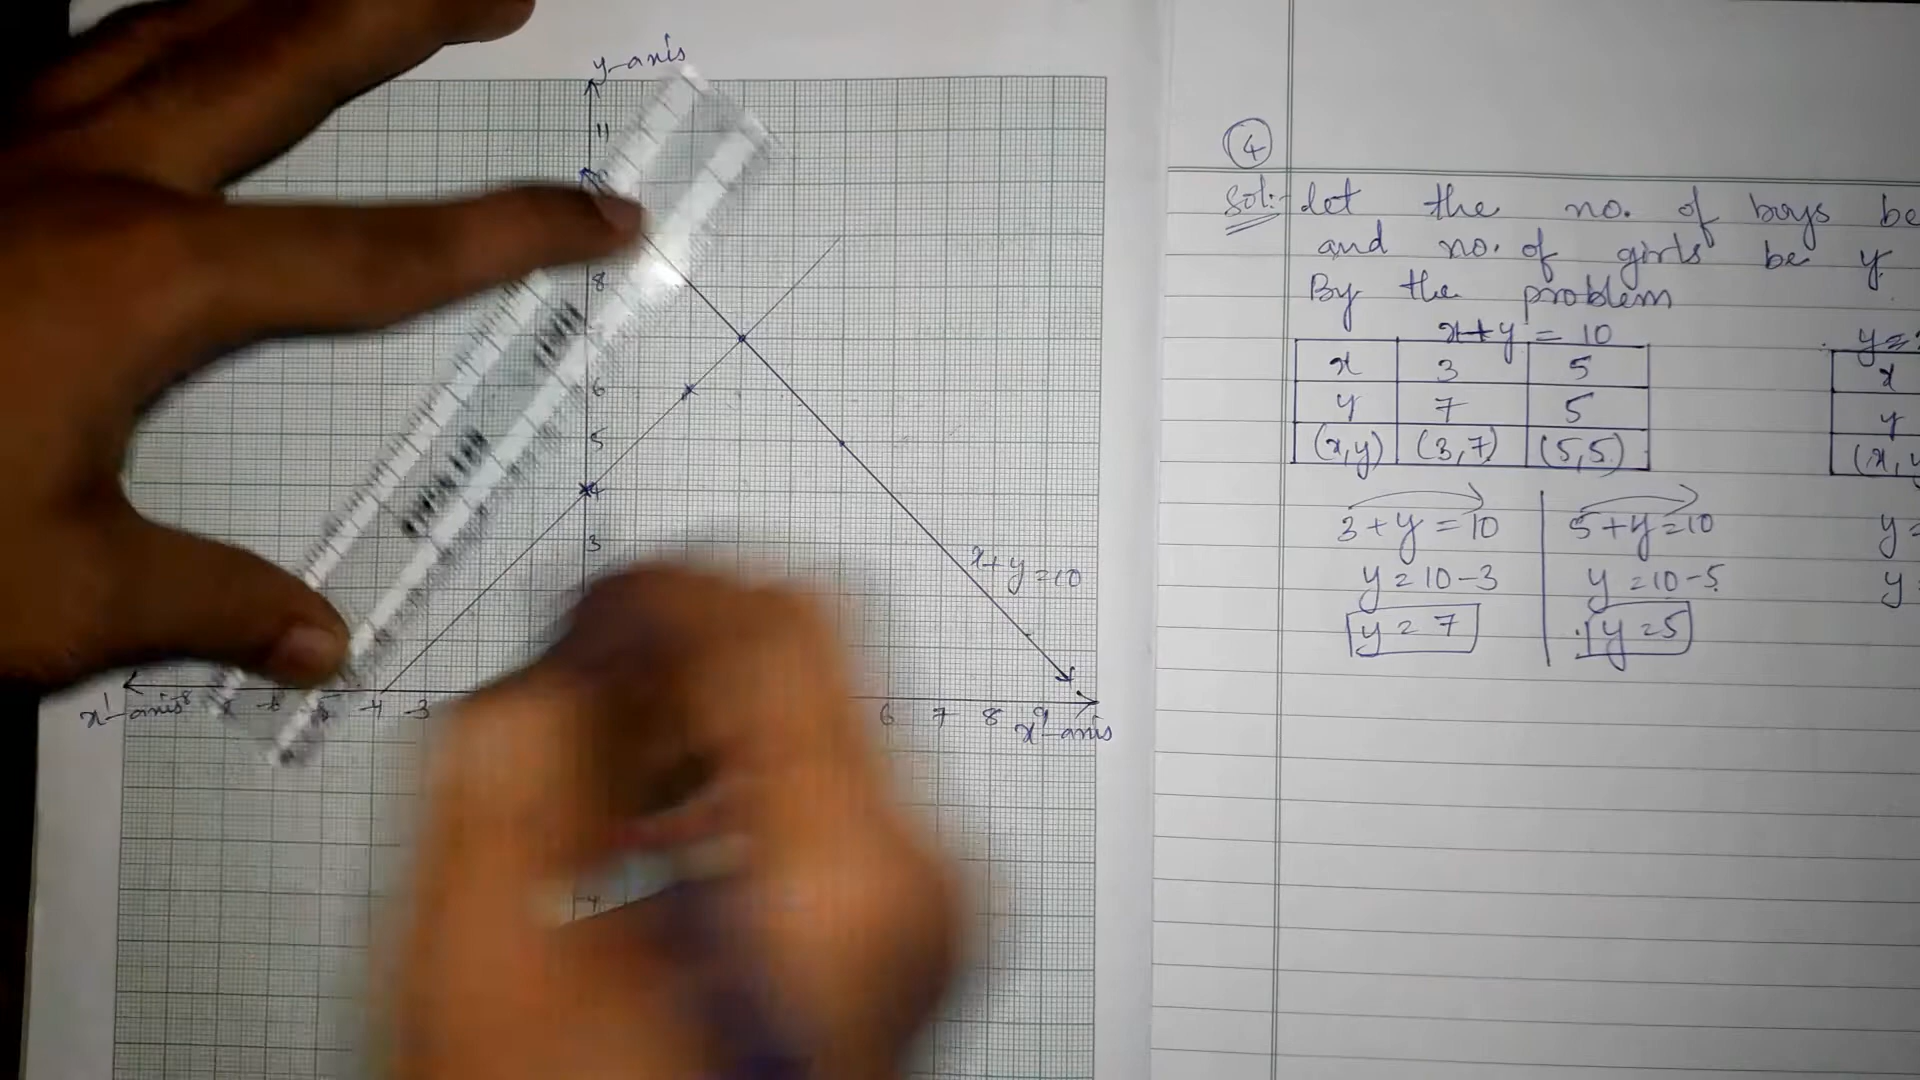 y-axis
11
8
6
5
4
3
x+y=10
x'-axis
8
-6
-4
-3
6
7
8
9
x-axis
4
Sol:- let the no. of boys be
and no. of girls be y.
By the problem
x+y = 10
x 3 5
y 7 5
(x,y) (3,7) (5,5)
3+y=10
5+y=10
y=10-3
y=10-5
y=7
y=5
y=
x
y
(x,y
y=
y=